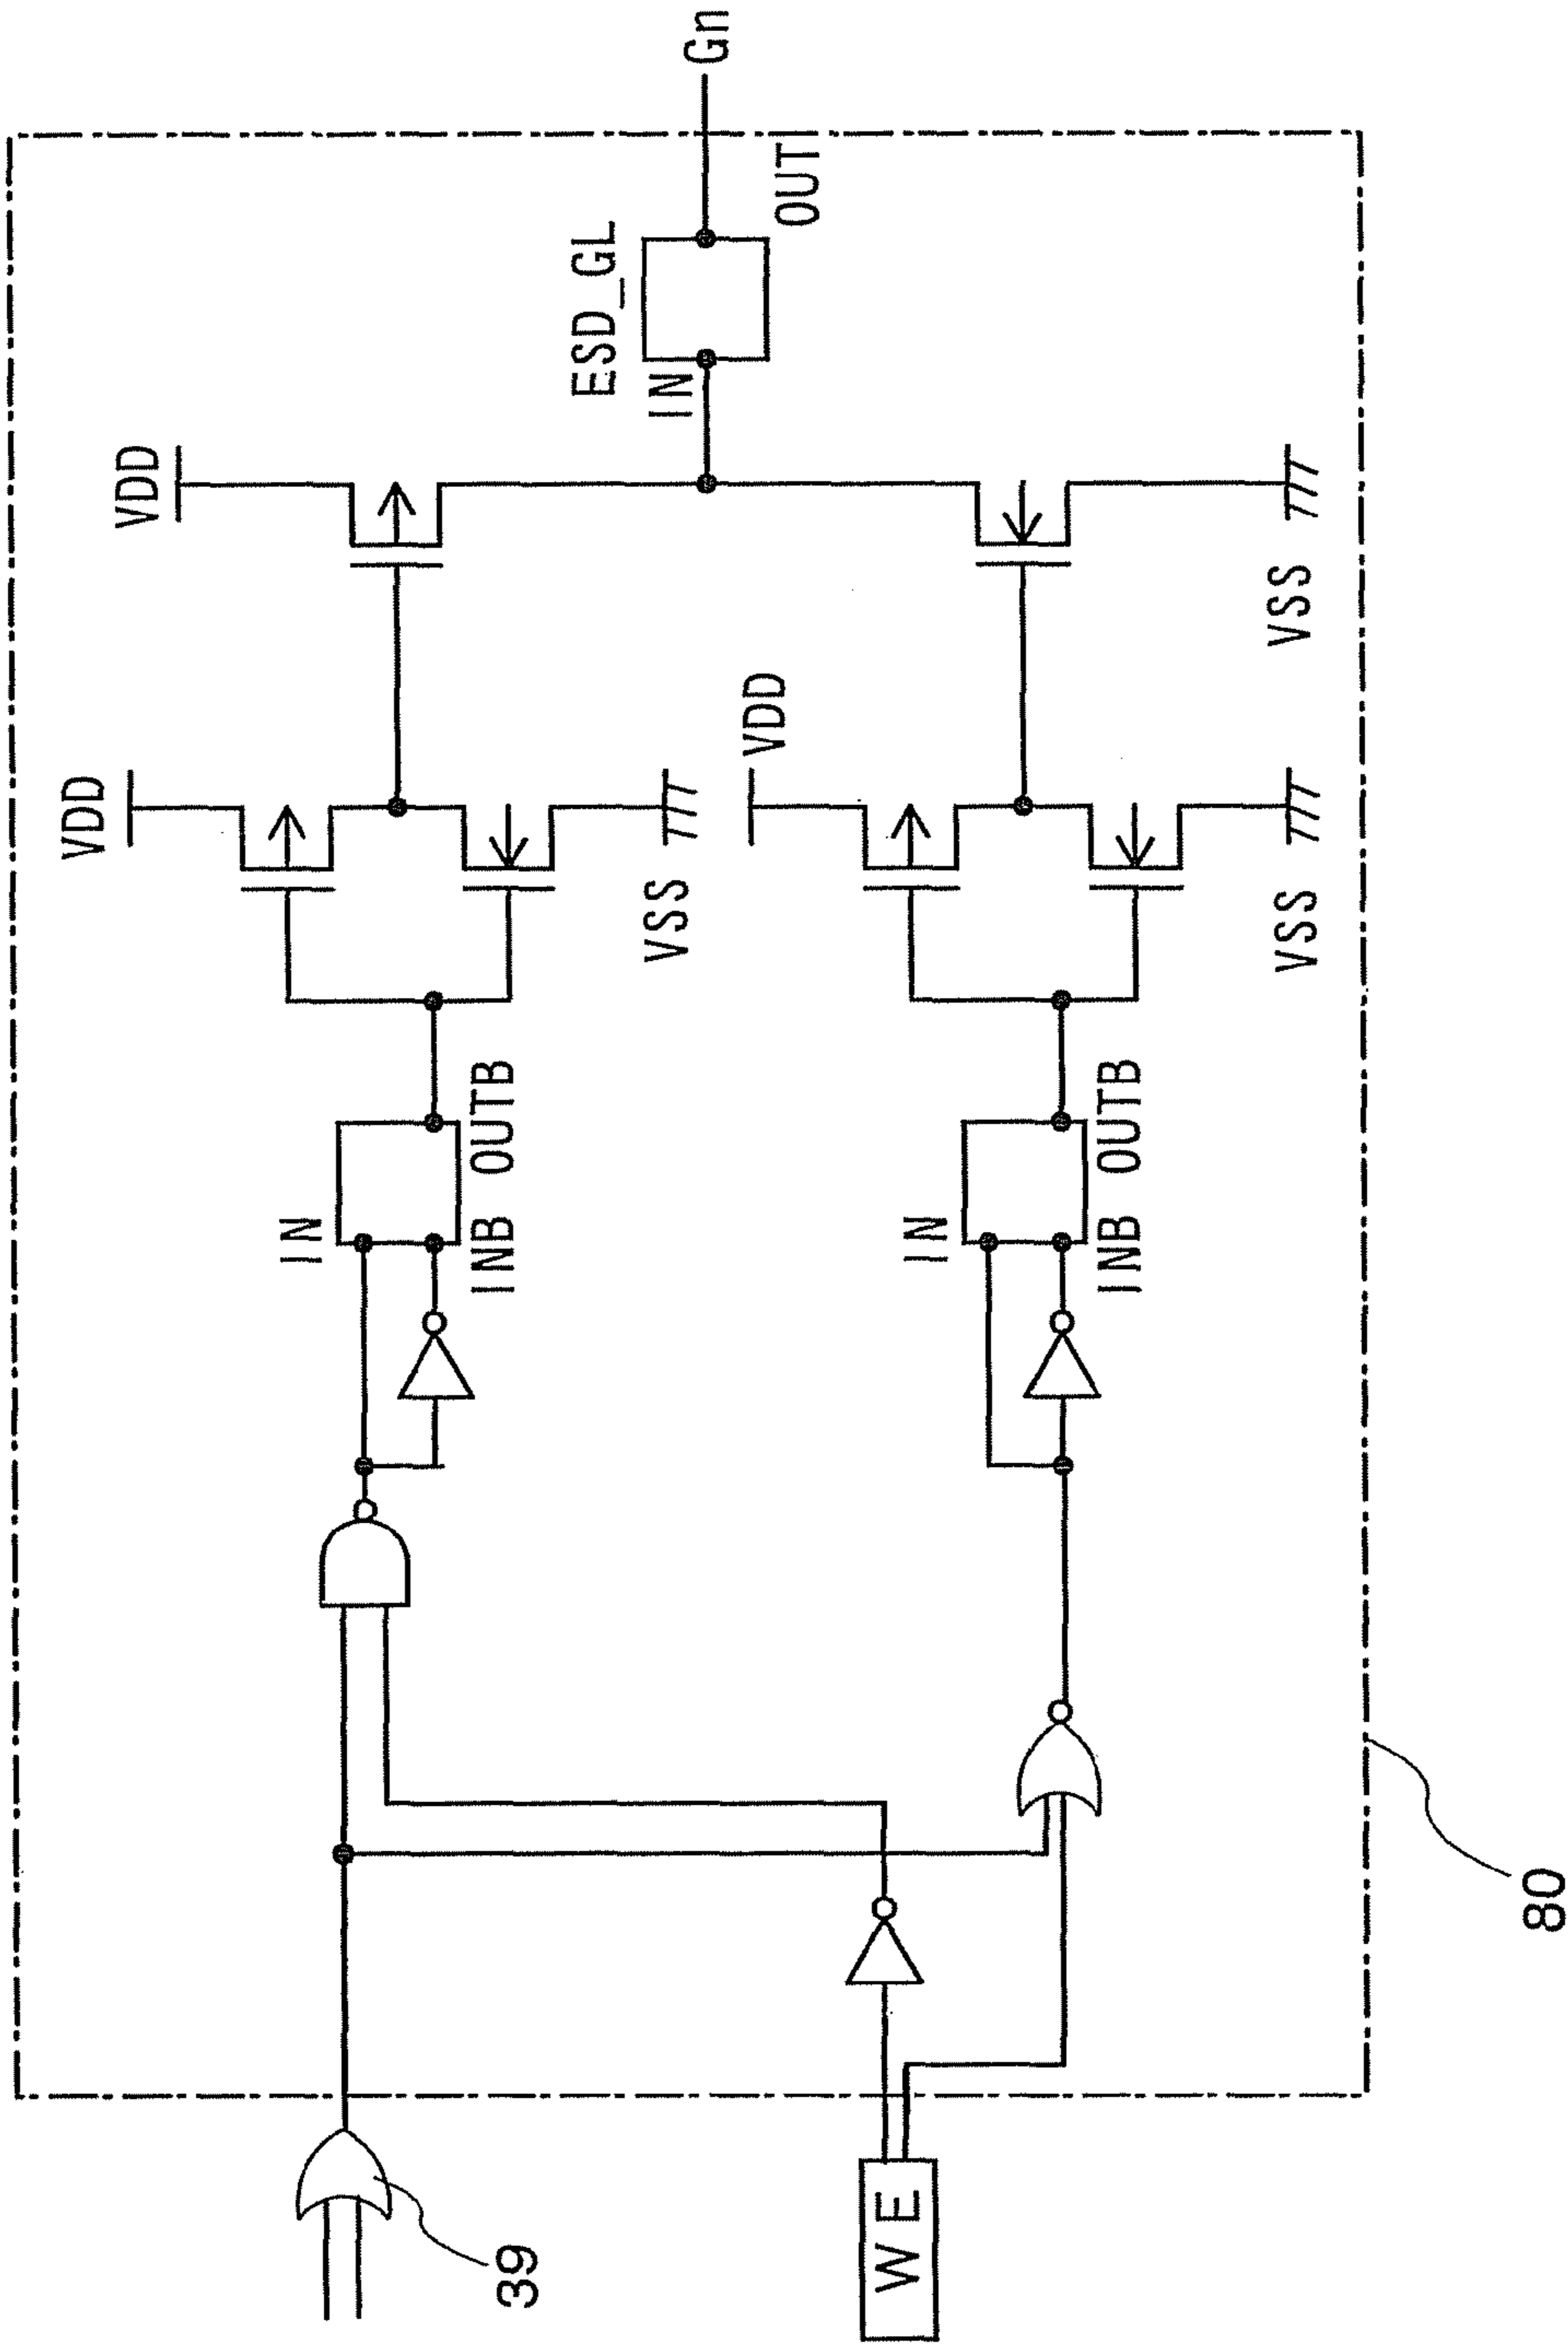 39
WE
80
IN
INB OUTB
IN
INB OUTB
VDD
VSS
VDD
VSS
VDD
VSS
ESD_GL
IN
OUT
Gn